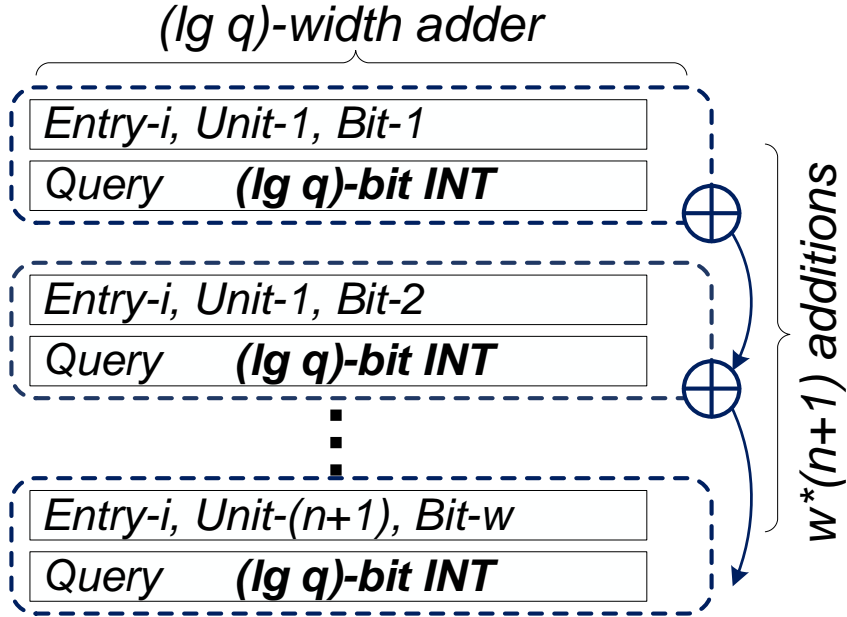 (lg q)-width adder
Entry-i, Unit-1, Bit-1
Query (lg q)-bit INT
Entry-i, Unit-1, Bit-2
Query (lg q)-bit INT
Entry-i, Unit-(n+1), Bit-w
Query (lg q)-bit INT
w*(n+1) additions